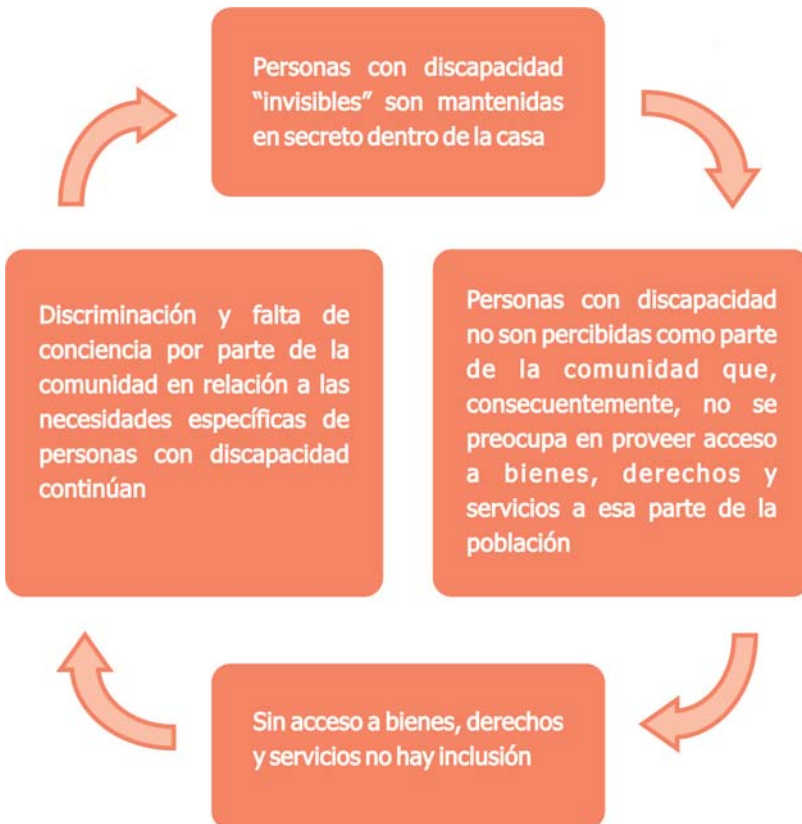 Personas con discapacidad
“invisibles” son mantenidas
en secreto dentro de la casa
Personas con discapacidad
no son percibidas como parte
de la comunidad que,
consecuentemente, no se
preocupa en proveer acceso
a bienes, derechos y
servicios a esa parte de la
población
Sin acceso a bienes, derechos
y servicios no hay inclusión
Discriminación y falta de
conciencia por parte de la
comunidad en relación a las
necesidades específicas de
personas con discapacidad
continúan